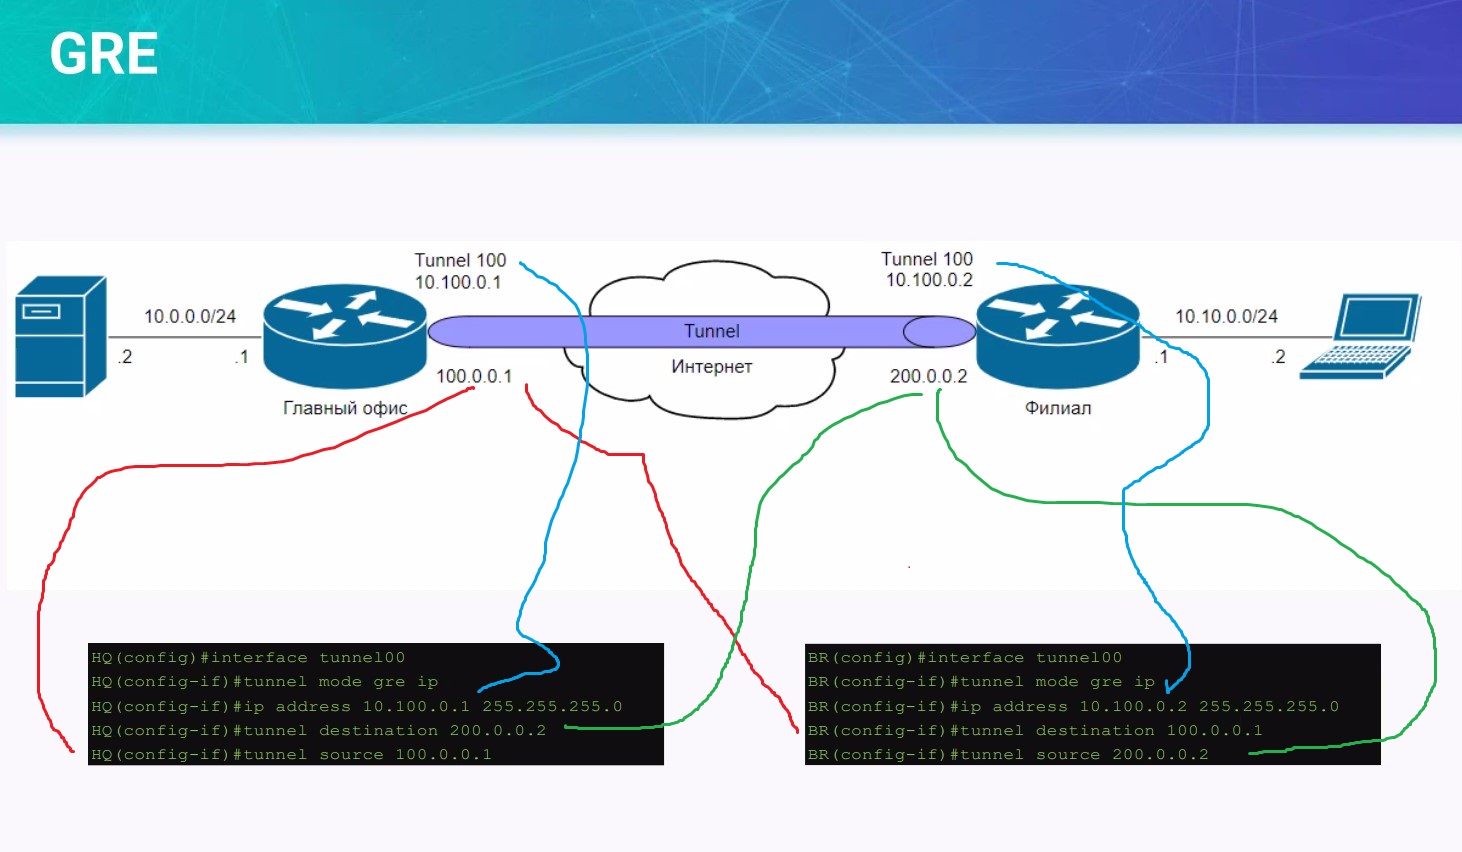 GRE
Tunnel 100
10.100.0.1
Tunnel 100
10.100.0.2
10.0.0.0/24
.2
.1
Tunnel
Интернет
10.10.0.0/24
.1
.2
100.0.0.1
200.0.0.2
Главный офис
Филиал
HQ(config)#interface tunnel00
HQ(config-if)#tunnel mode gre ip
HQ(config-if)#ip address 10.100.0.1 255.255.255.0
HQ(config-if)#tunnel destination 200.0.0.2
HQ(config-if)#tunnel source 100.0.0.1
BR(config)#interface tunnel00
BR(config-if)#tunnel mode gre ip
BR(config-if)#ip address 10.100.0.2 255.255.255.0
BR(config-if)#tunnel destination 100.0.0.1
BR(config-if)#tunnel source 200.0.0.2